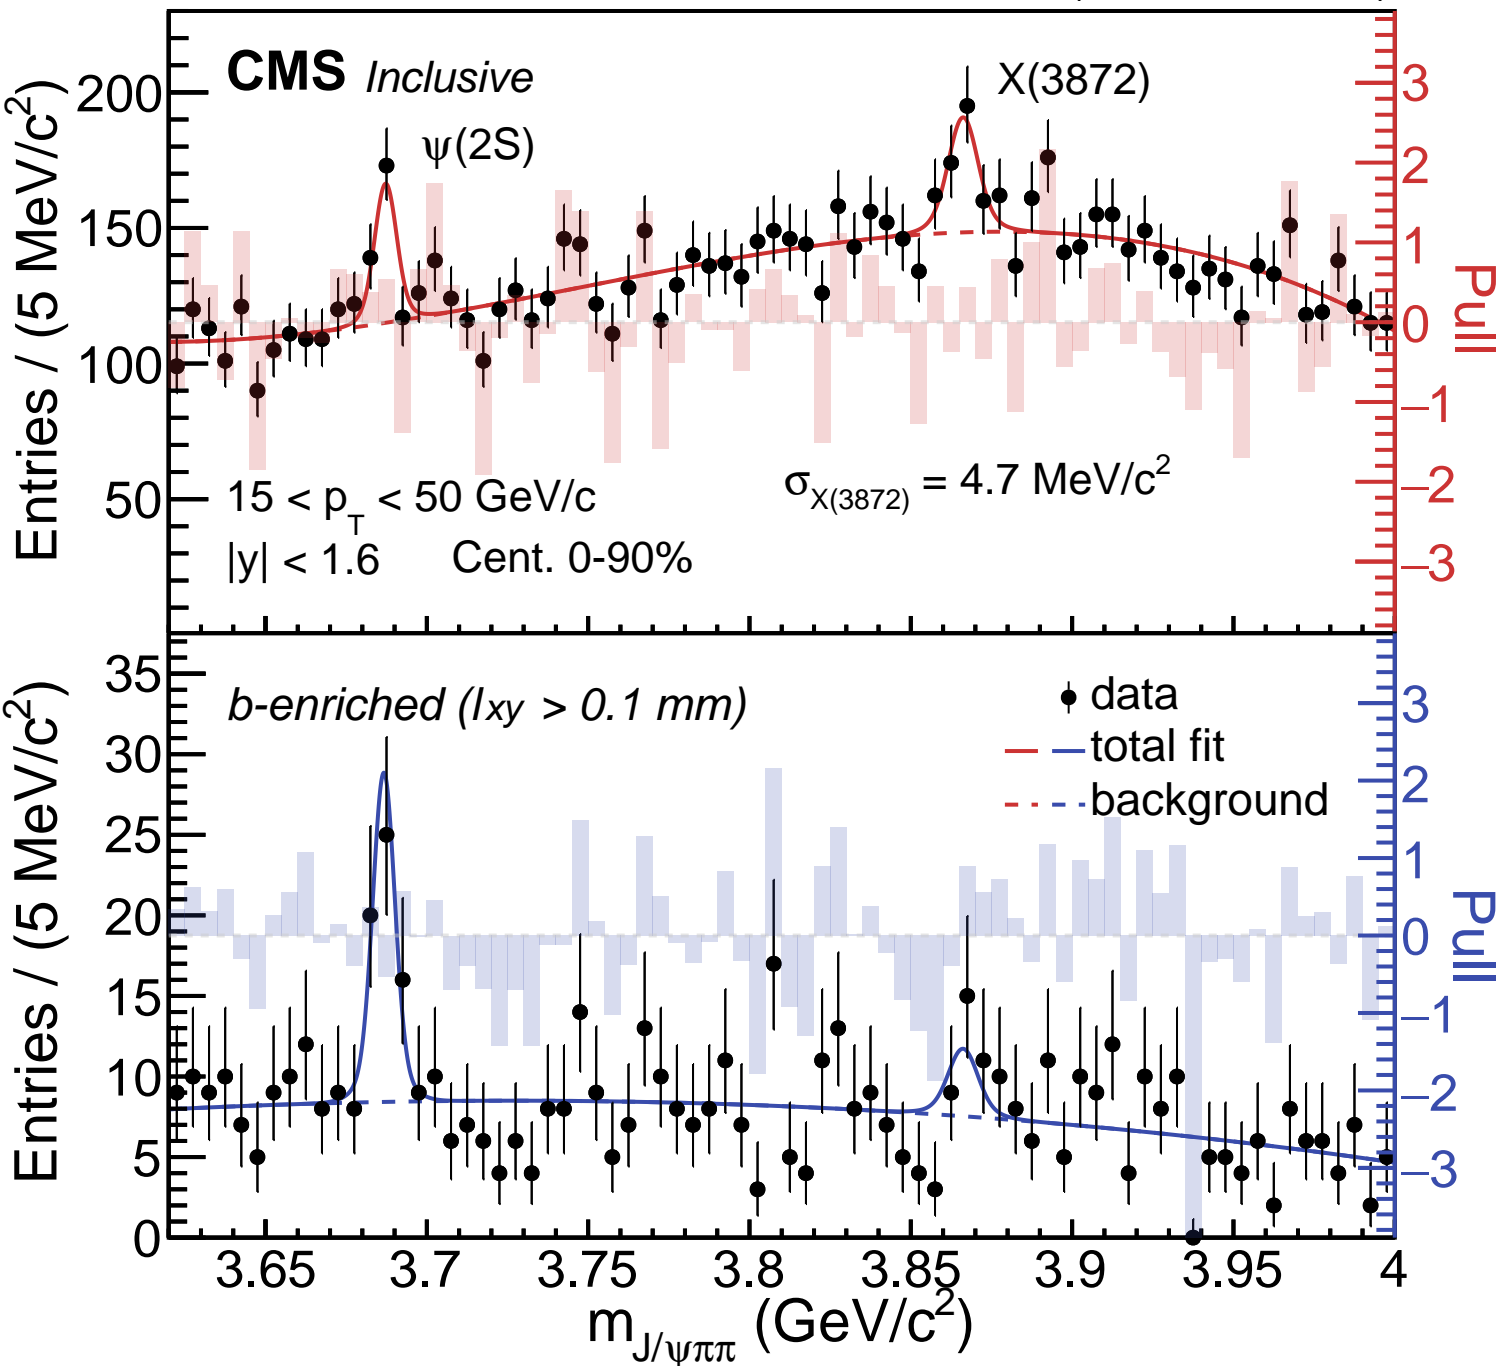 CMS Inclusive
ψ(2S)
X(3872)
200
150
100
50
Entries / (5 MeV/c²)
3
2
1
0
−1
−2
−3
Pull
15 < p_T < 50 GeV/c
σ_X(3872) = 4.7 MeV/c²
|y| < 1.6 Cent. 0-90%
b-enriched (lxy > 0.1 mm)
data
total fit
background
35
30
25
20
15
10
5
0
Entries / (5 MeV/c²)
3
2
1
0
−1
−2
−3
Pull
3.65 3.7 3.75 3.8 3.85 3.9 3.95 4
m_J/ψππ (GeV/c²)